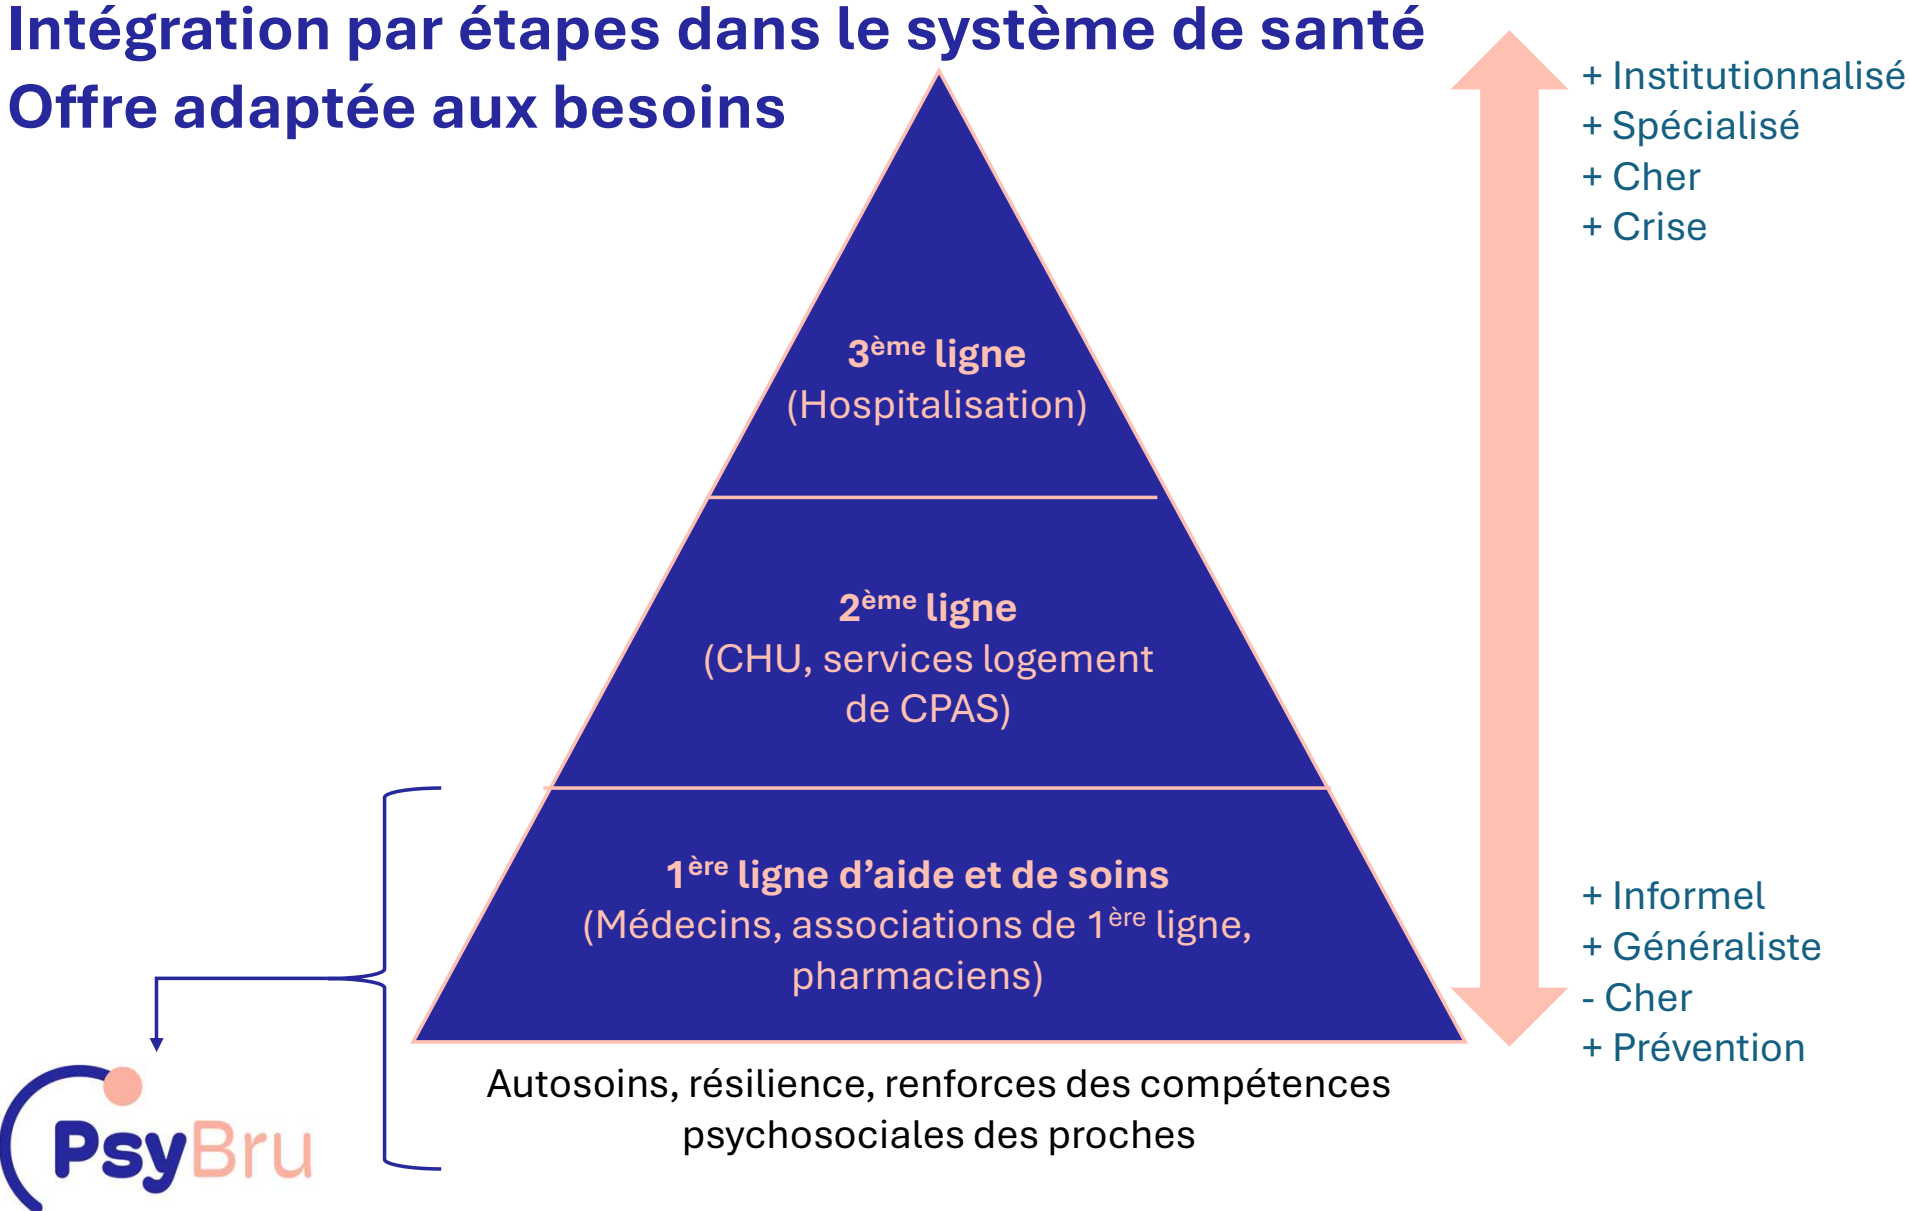 Intégration par étapes dans le système de santé
Offre adaptée aux besoins
+ Institutionnalisé
+ Spécialisé
+ Cher
+ Crise
3ème ligne
(Hospitalisation)
2ème ligne
(CHU, services logement
de CPAS)
1ère ligne d’aide et de soins
(Médecins, associations de 1ère ligne,
pharmaciens)
+ Informel
+ Généraliste
- Cher
+ Prévention
Autosoins, résilience, renforces des compétences
psychosociales des proches
PsyBru